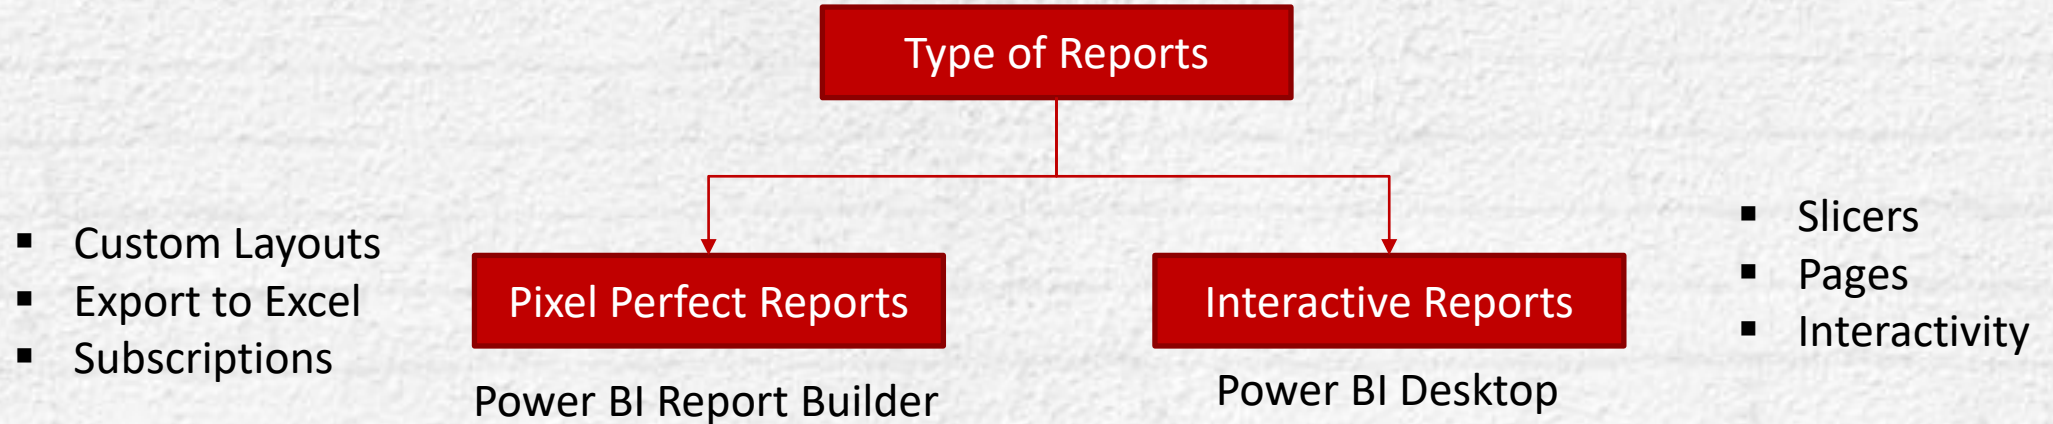 Type of Reports
▪ Custom Layouts
▪ Export to Excel
▪ Subscriptions
Pixel Perfect Reports
Power BI Report Builder
Interactive Reports
Power BI Desktop
▪ Slicers
▪ Pages
▪ Interactivity